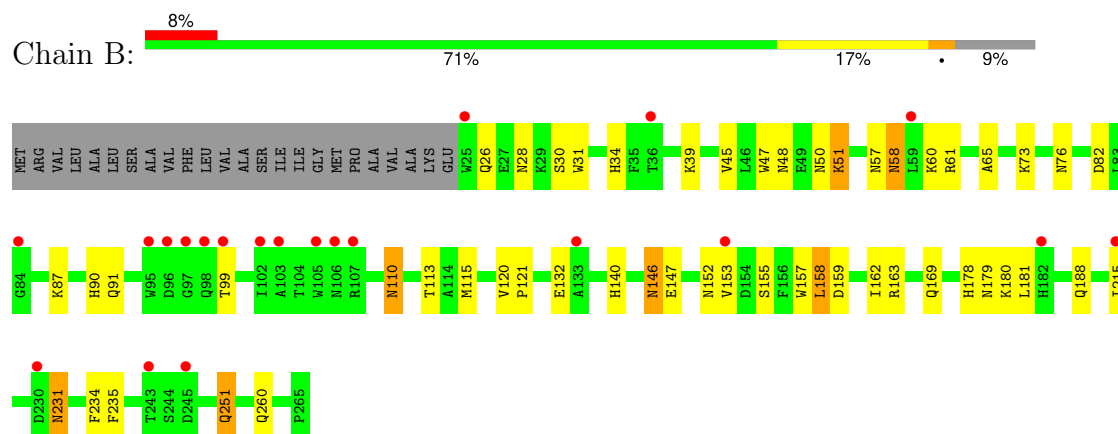 8%
Chain B:
71% 17% • 9%
MET ARG VAL LEU ALA LEU SER ALA VAL PHE LEU VAL ALA SER ILE ILE GLY MET PRO ALA VAL ALA LYS GLU W25 Q26 E27 N28 K29 S30 W31 H34 F35 T36 K39 V45 L46 W47 N48 E49 N50 K51 N57 N58 L59 K60 R61 A65 K73 N76 D82 L83
G84 K87 H90 Q91 W95 D96 G97 Q98 T99 I102 A103 T104 W105 N106 R107 N110 T113 A114 M115 V120 P121 E132 A133 H140 N146 E147 N152 V153 D154 S155 F156 W157 L158 D159 I162 R163 Q169 H178 N179 K180 L181 H182 Q188 I215
D230 N231 F234 F235 T243 S244 D245 Q251 Q260 P265